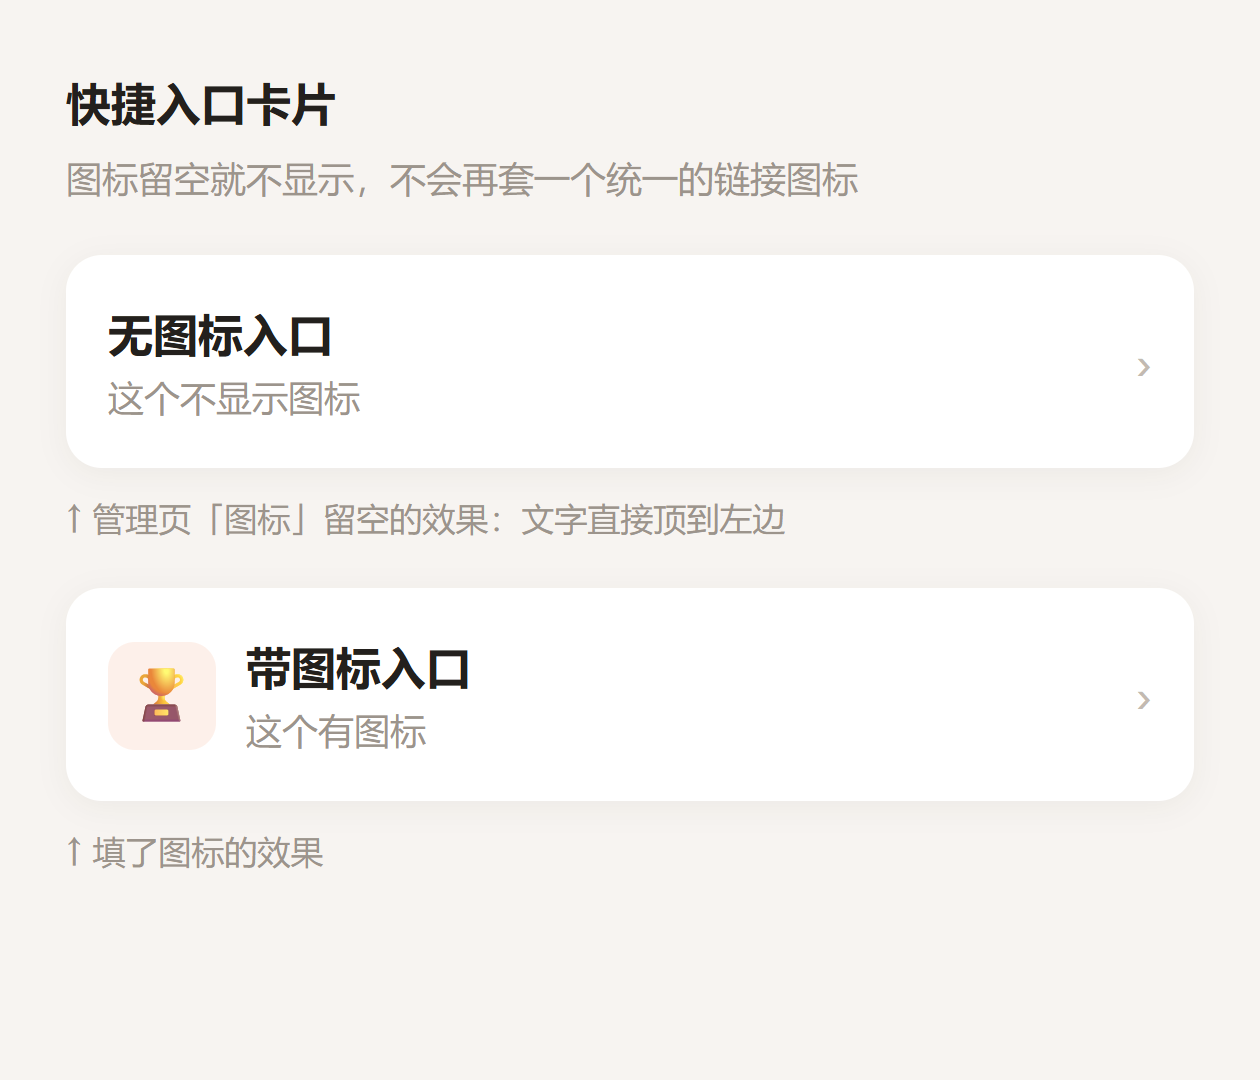 快捷入口卡片
图标留空就不显示，不会再套一个统一的链接图标
无图标入口
这个不显示图标
›
↑ 管理页「图标」留空的效果：文字直接顶到左边
带图标入口
这个有图标
›
↑ 填了图标的效果